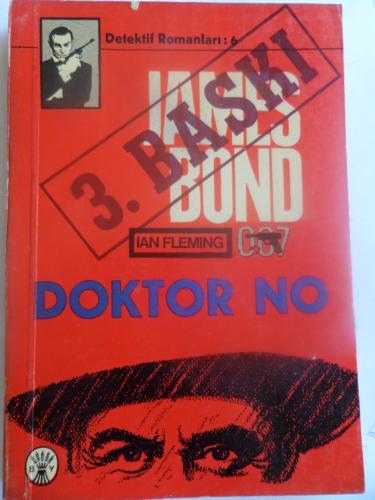 Detektif Romanları: 6
JAMES
3. BASKI
BOND
IAN FLEMING 007
DOKTOR NO
B Y